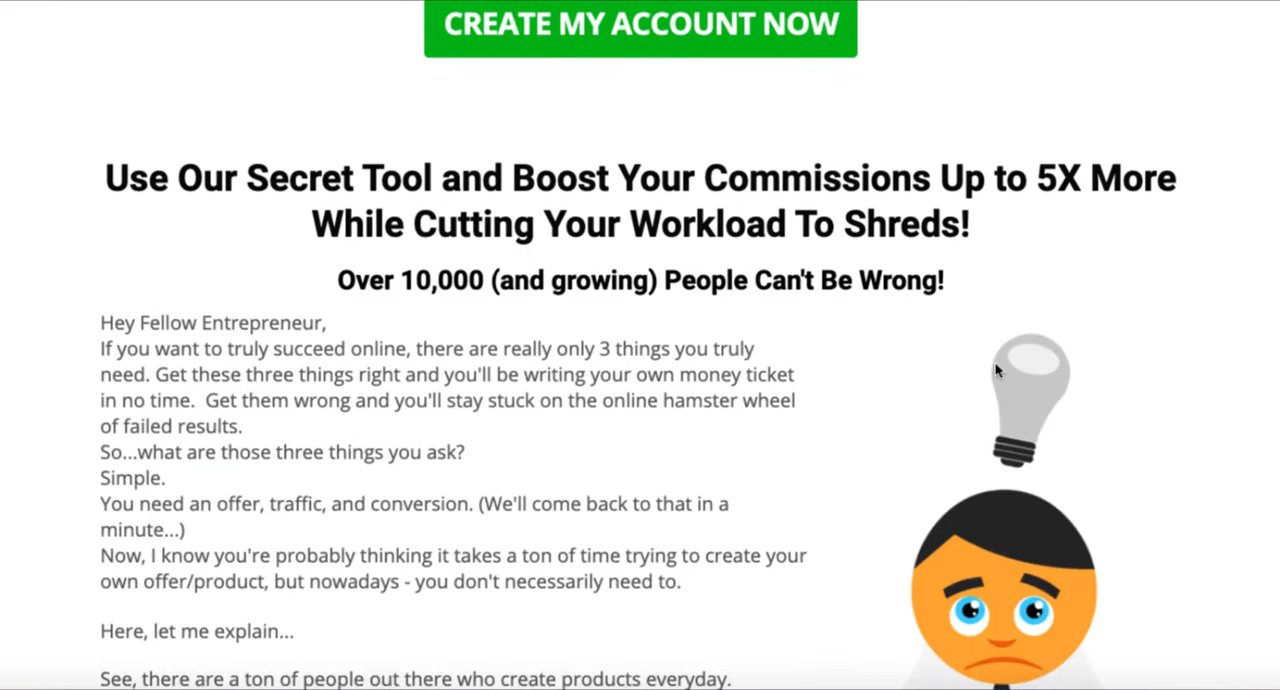 CREATE MY ACCOUNT NOW
Use Our Secret Tool and Boost Your Commissions Up to 5X More
While Cutting Your Workload To Shreds!
Over 10,000 (and growing) People Can't Be Wrong!
Hey Fellow Entrepreneur,
If you want to truly succeed online, there are really only 3 things you truly
need. Get these three things right and you'll be writing your own money ticket
in no time.  Get them wrong and you'll stay stuck on the online hamster wheel
of failed results.
So...what are those three things you ask?
Simple.
You need an offer, traffic, and conversion. (We'll come back to that in a
minute...)
Now, I know you're probably thinking it takes a ton of time trying to create your
own offer/product, but nowadays - you don't necessarily need to.
Here, let me explain...
See, there are a ton of people out there who create products everyday.